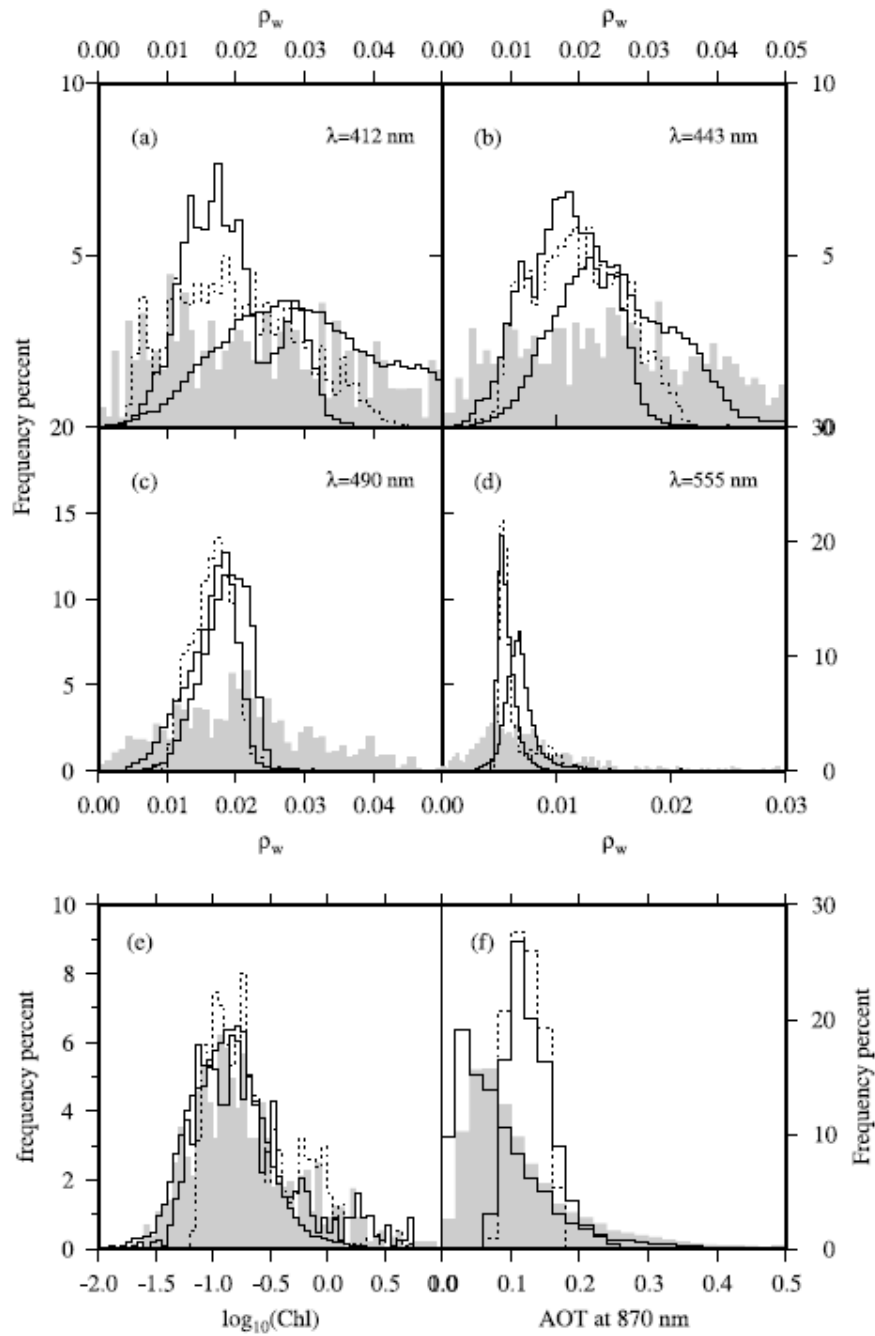 ρw ρw
0.00 0.01 0.02 0.03 0.04 0.00 0.01 0.02 0.03 0.04 0.05
10 10
(a) λ=412 nm (b) λ=443 nm
5 5
Frequency percent
20 30
(c) λ=490 nm (d) λ=555 nm
15
20
10
10
5
0 0
0.00 0.01 0.02 0.03 0.04 0.00 0.01 0.02 0.03
ρw ρw
10 30
(e) (f)
8
20
6
frequency percent Frequency percent
4
10
2
0 0
-2.0 -1.5 -1.0 -0.5 0.0 0.5 0.1 0.2 0.3 0.4 0.5
log10(Chl) AOT at 870 nm